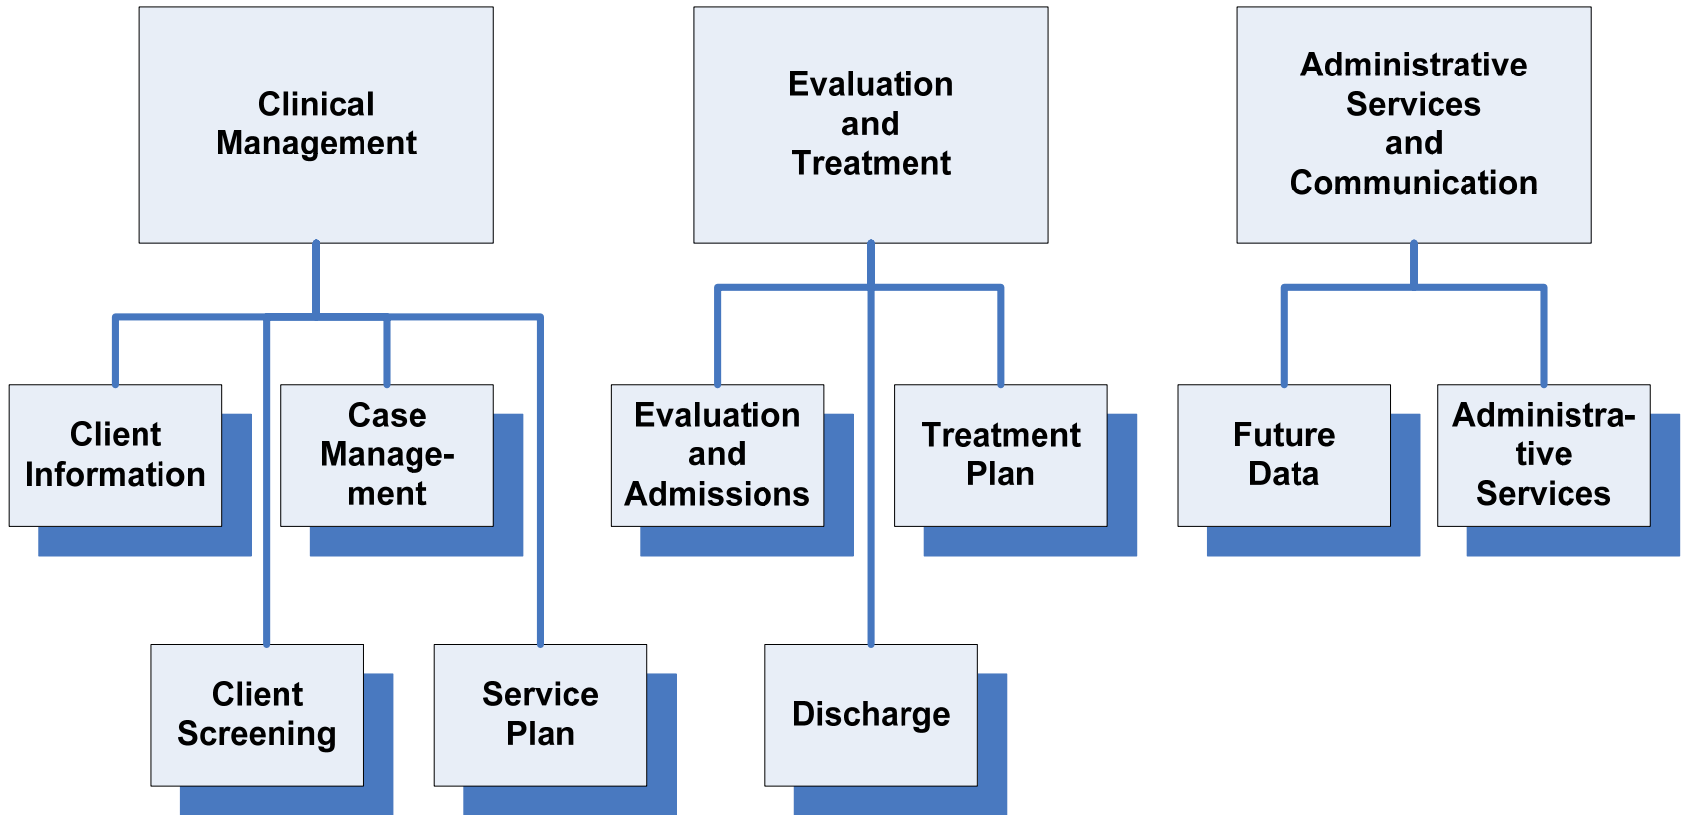 Clinical
Management
Evaluation
and
Treatment
Administrative
Services
and
Communication
Client
Information
Case
Manage-
ment
Evaluation
and
Admissions
Treatment
Plan
Future
Data
Administra-
tive
Services
Client
Screening
Service
Plan
Discharge